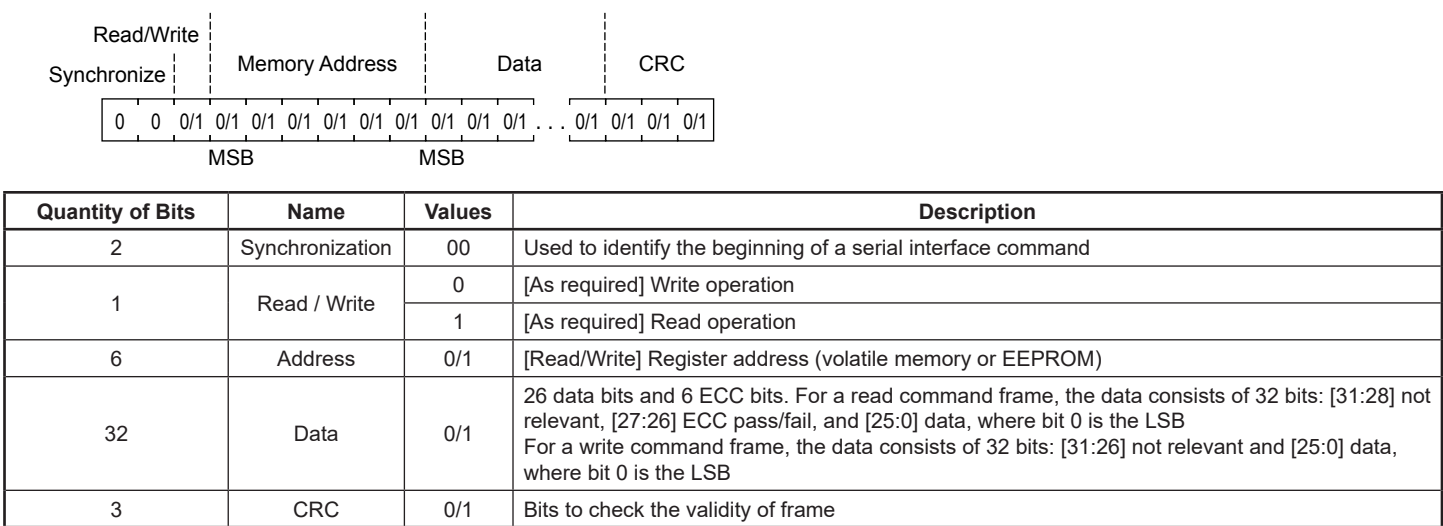 Read/Write
Synchronize Memory Address Data CRC
0 0 0/1 0/1 0/1 0/1 0/1 0/1 0/1 0/1 0/1 0/1 . . . 0/1 0/1 0/1 0/1
MSB MSB
Quantity of Bits Name Values Description
2 Synchronization 00 Used to identify the beginning of a serial interface command
1 Read / Write 0 [As required] Write operation
1 [As required] Read operation
6 Address 0/1 [Read/Write] Register address (volatile memory or EEPROM)
32 Data 0/1 26 data bits and 6 ECC bits. For a read command frame, the data consists of 32 bits: [31:28] not
relevant, [27:26] ECC pass/fail, and [25:0] data, where bit 0 is the LSB
For a write command frame, the data consists of 32 bits: [31:26] not relevant and [25:0] data,
where bit 0 is the LSB
3 CRC 0/1 Bits to check the validity of frame